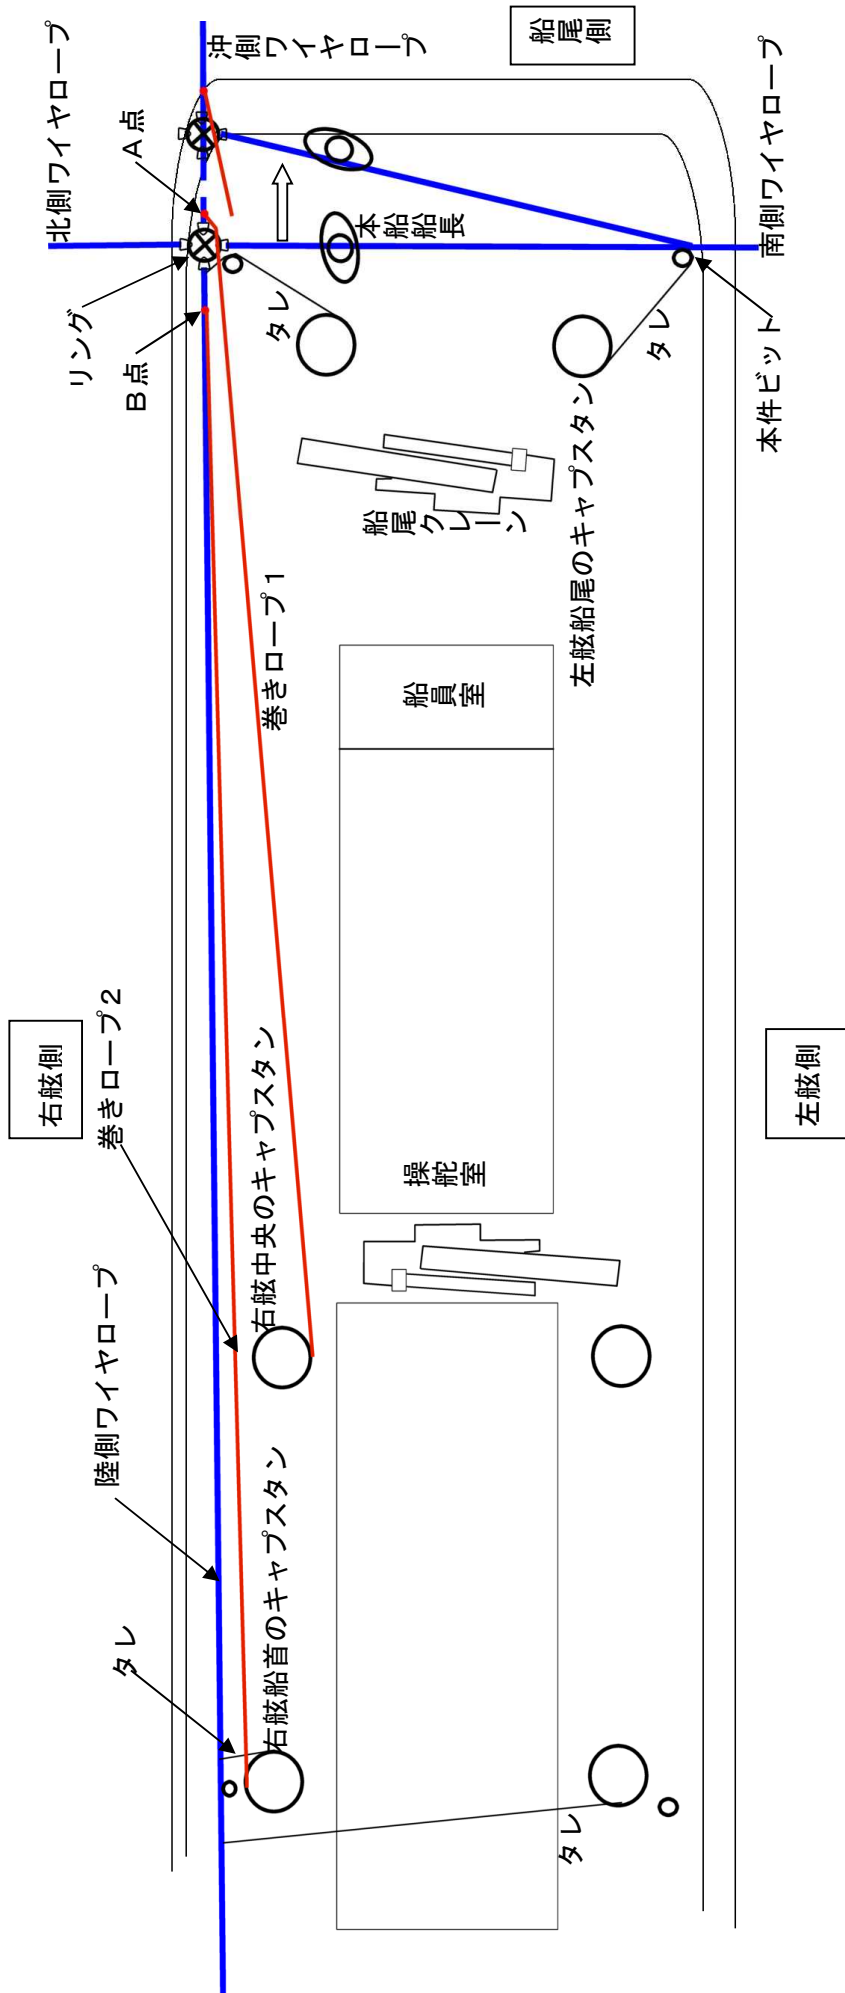 船尾側
沖側ワイヤロープ
北側ワイヤロープ
A点
リング
B点
本船船長
南側ワイヤロープ
タレ
タレ
本件ビット
船尾クレーン
左舷船尾のキャプスタン
巻きロープ1
船員室
右舷側
巻きロープ2
右舷中央のキャプスタン
操舵室
左舷側
陸側ワイヤロープ
右舷船首のキャプスタン
タレ
タレ